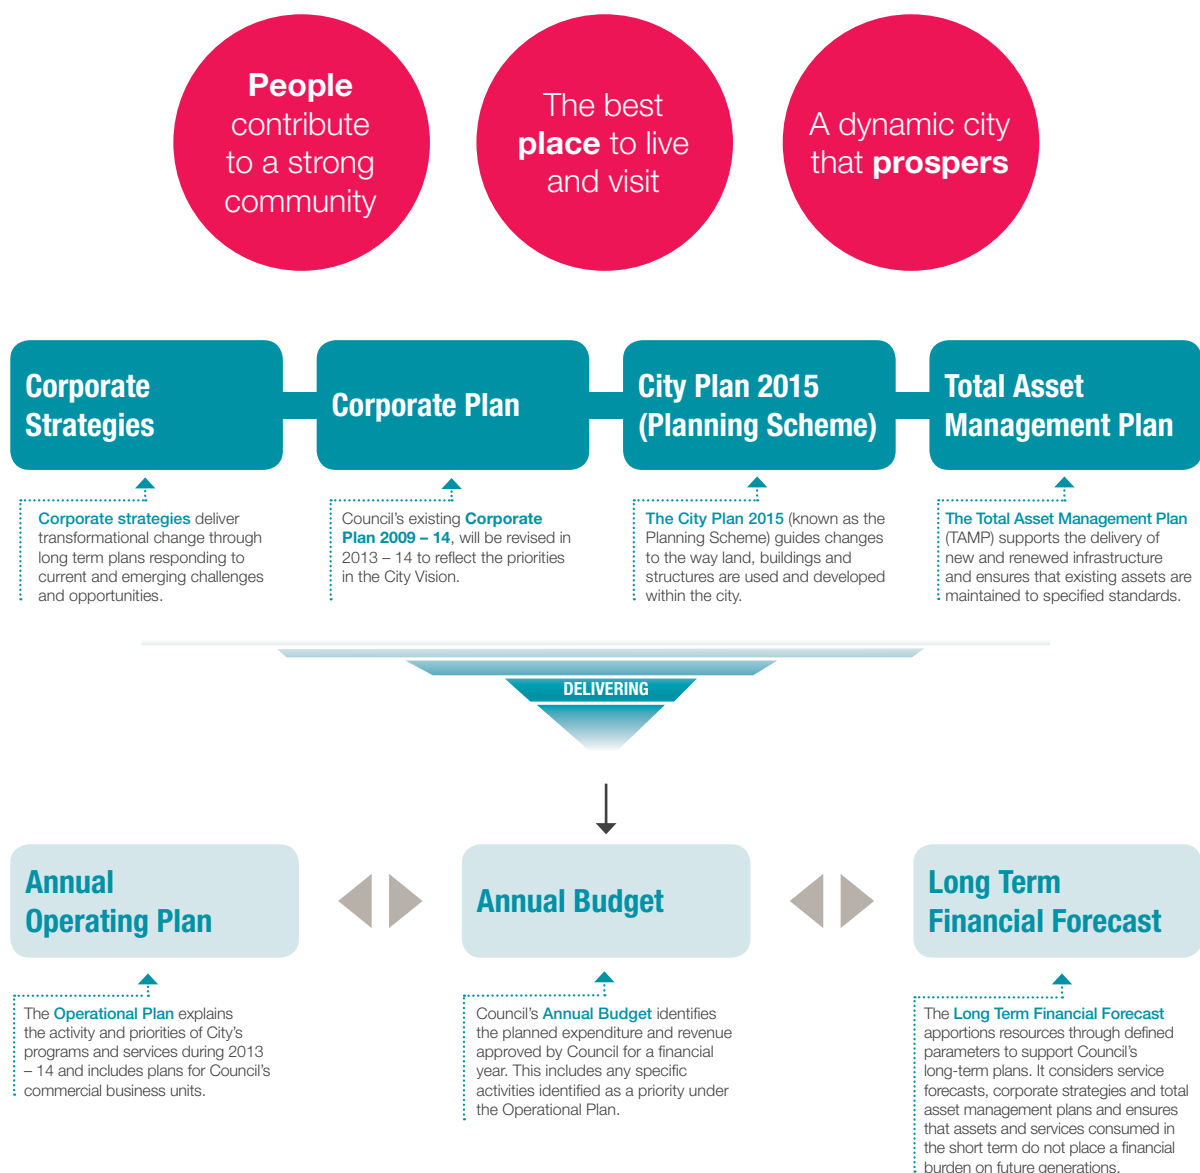 People
contribute
to a strong
community
The best
place to live
and visit
A dynamic city
that prospers
Corporate
Strategies
Corporate Plan
City Plan 2015
(Planning Scheme)
Total Asset
Management Plan
Corporate strategies deliver
transformational change through
long term plans responding to
current and emerging challenges
and opportunities.
Council’s existing Corporate
Plan 2009 – 14, will be revised in
2013 – 14 to reflect the priorities
in the City Vision.
The City Plan 2015 (known as the
Planning Scheme) guides changes
to the way land, buildings and
structures are used and developed
within the city.
The Total Asset Management Plan
(TAMP) supports the delivery of
new and renewed infrastructure
and ensures that existing assets are
maintained to specified standards.
DELIVERING
Annual
Operating Plan
Annual Budget
Long Term
Financial Forecast
The Operational Plan explains
the activity and priorities of City’s
programs and services during 2013
– 14 and includes plans for Council’s
commercial business units.
Council’s Annual Budget identifies
the planned expenditure and revenue
approved by Council for a financial
year. This includes any specific
activities identified as a priority under
the Operational Plan.
The Long Term Financial Forecast
apportions resources through defined
parameters to support Council’s
long-term plans. It considers service
forecasts, corporate strategies and total
asset management plans and ensures
that assets and services consumed in
the short term do not place a financial
burden on future generations.